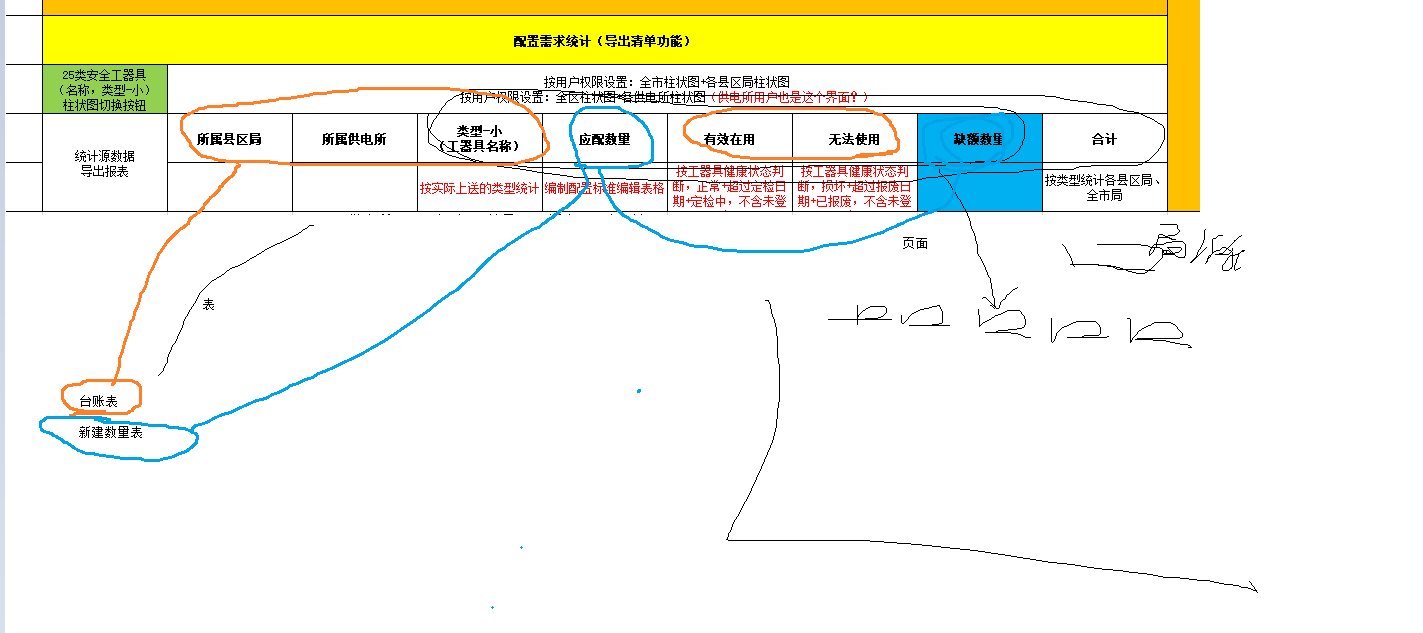 配置需求统计（导出清单功能）
25类安全工器具
（名称，类型-小）
柱状图切换按钮
按用户权限设置：全市柱状图+各县区局柱状图
按用户权限设置：全区柱状图+各供电所柱状图（供电所用户也是这个界面？）
统计源数据
导出报表
所属县区局
所属供电所
类型-小
（工器具名称）
应配数量
有效在用
无法使用
缺额数量
合计
按实际上送的类型统计
编制配置标准编辑表格
按工器具健康状态判
断，正常+超过定检日
期+定检中，不含未登
按工器具健康状态判
断，损坏+超过报废日
期+已报废，不含未登
按类型统计各县区局、
全市局
页面
表
台账表
新建数量表